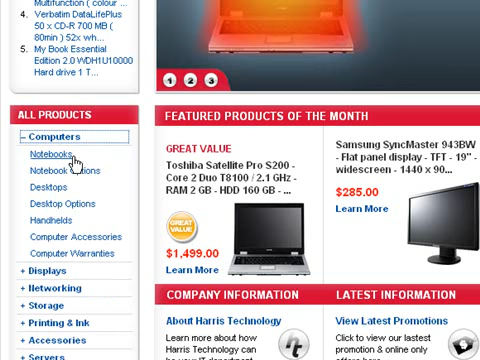 Multifunction ( colour ...
4. Verbatim DataLifePlus
50 x CD-R 700 MB (
80min ) 52x wh...
5. My Book Essential
Edition 2.0 WDH1U10000
Hard drive 1 T...
1 2 3
ALL PRODUCTS
– Computers
Notebooks
Notebook Options
Desktops
Desktop Options
Handhelds
Computer Accessories
Computer Warranties
+ Displays
+ Networking
+ Storage
+ Printing & Ink
+ Accessories
+ Servers
FEATURED PRODUCTS OF THE MONTH
GREAT VALUE
Toshiba Satellite Pro S200 -
Core 2 Duo T8100 / 2.1 GHz -
RAM 2 GB - HDD 160 GB - ...
GREAT
VALUE
$1,499.00
Learn More
Samsung SyncMaster 943BW
- Flat panel display - TFT - 19" -
widescreen - 1440 x 90...
$285.00
Learn More
COMPANY INFORMATION
About Harris Technology
Learn more about how
Harris Technology can
LATEST INFORMATION
View Latest Promotions
Click to view our lastest
promotion & online only